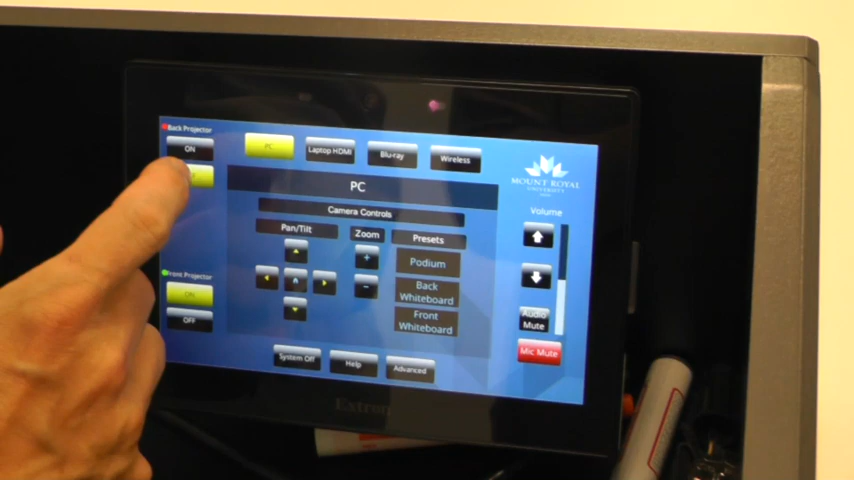 Back Projector
ON
PC
Laptop HDMI
Blu-ray
Wireless
PC
MOUNT ROYAL
UNIVERSITY
Camera Controls
Volume
Pan/Tilt
Zoom
Presets
+
Podium
Back
Whiteboard
-
Front
Whiteboard
Front Projector
ON
OFF
Audio
Mute
Mic Mute
System Off
Help
Advanced
Extron